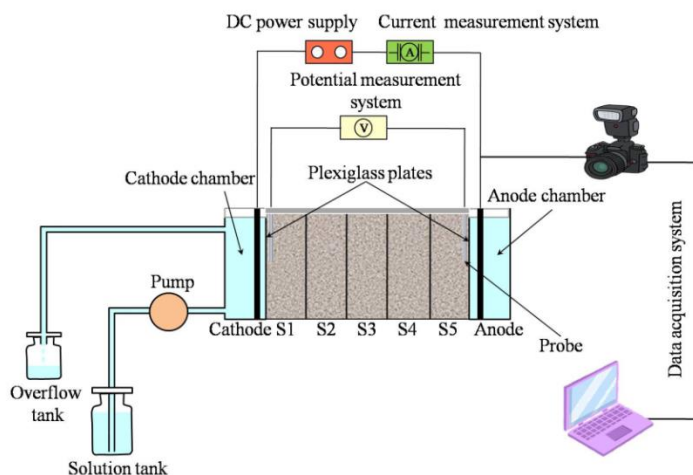 DC power supply
Current measurement system
A
Potential measurement
system
V
Cathode chamber
Plexiglass plates
Anode chamber
Pump
Cathode
S1
S2
S3
S4
S5
Anode
Probe
Overflow
tank
Solution tank
Data acquisition system